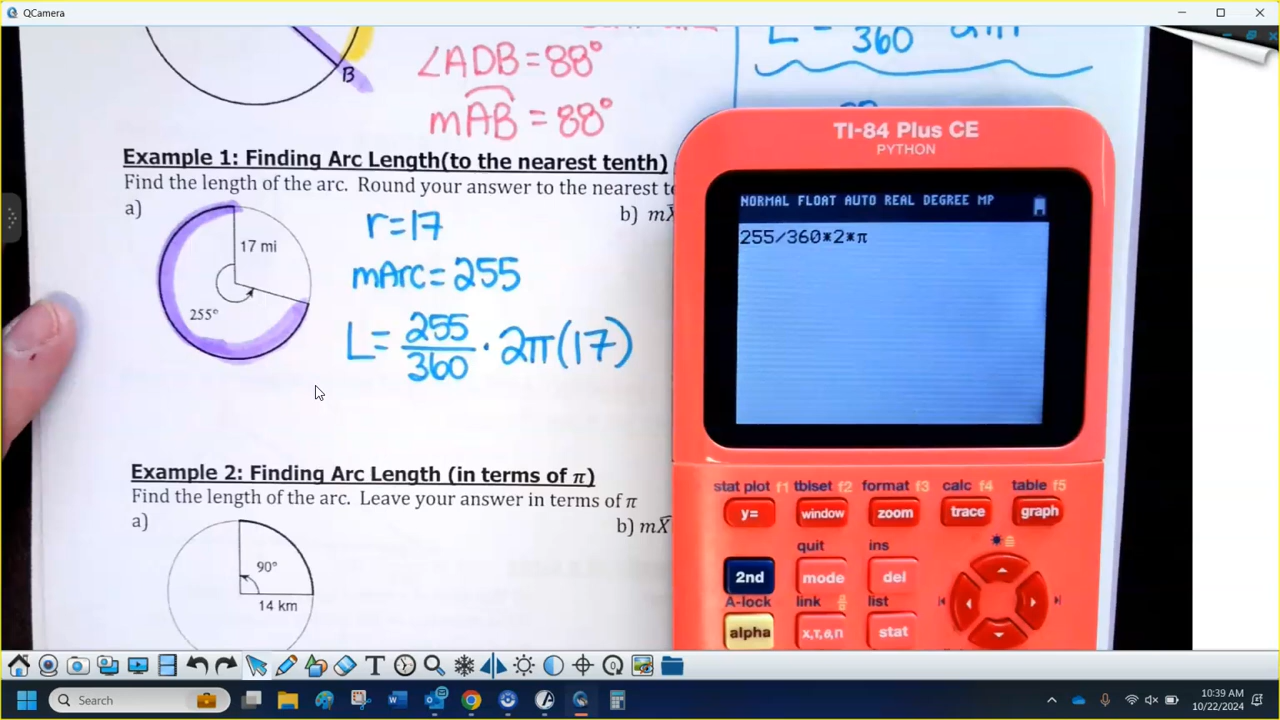 QCamera
L = 360
B
∠ADB = 88°
mAB = 88°
Example 1: Finding Arc Length(to the nearest tenth)
Find the length of the arc. Round your answer to the nearest t
a)
17 mi
255°
r=17
mArc = 255
L = 255/360 · 2π(17)
b) m
Example 2: Finding Arc Length (in terms of π)
Find the length of the arc. Leave your answer in terms of π
a)
90°
14 km
b) mX
TI-84 Plus CE
PYTHON
NORMAL FLOAT AUTO REAL DEGREE MP
255/360*2*π
stat plot f1 tblset f2 format f3 calc f4 table f5
y= window zoom trace graph
quit ins
2nd mode del
A-lock link list
alpha X,T,θ,n stat
Search
10:39 AM
10/22/2024